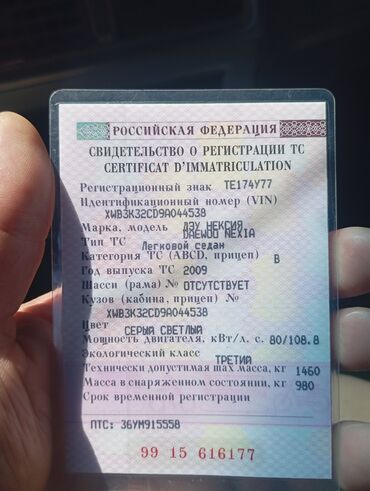 РОССИЙСКАЯ ФЕДЕРАЦИЯ
СВИДЕТЕЛЬСТВО О РЕГИСТРАЦИИ ТС
CERTIFICAT D'IMMATRICULATION
Регистрационный знак ТЕ174У77
Идентификационный номер (VIN)
XWB3K32CD9A044538
Марка, модель ДЭУ НЕКСИЯ
DAEWOO NEXIA
Тип ТС Легковой седан
Категория ТС (ABCD, прицеп) В
Год выпуска ТС 2009
Шасси (рама) № ОТСУТСТВУЕТ
Кузов (кабина, прицеп) №
XWB3K32CD9A044538
Цвет СЕРЫЙ СВЕТЛЫЙ
Мощность двигателя, кВт/л. с. 80/108.8
Экологический класс ТРЕТИЙ
Технически допустимая max масса, кг 1460
Масса в снаряженном состоянии, кг 980
Срок временной регистрации
ПТС: 36УМ915558
99 15 616177